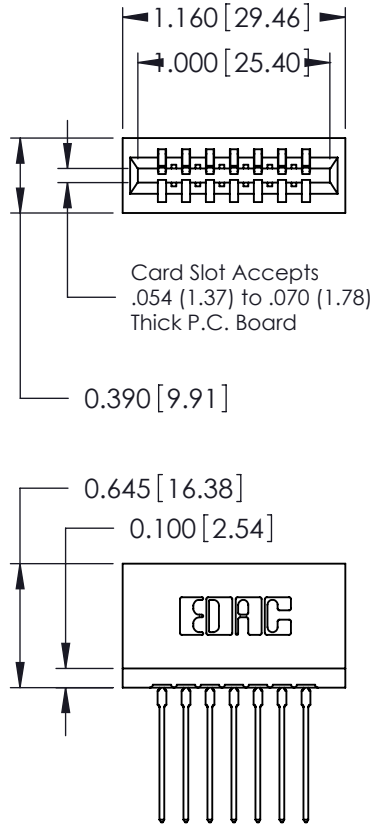 1.160 [29.46]
1.000 [25.40]
Card Slot Accepts
.054 (1.37) to .070 (1.78)
Thick P.C. Board
0.390 [9.91]
0.645 [16.38]
0.100 [2.54]
EDAC